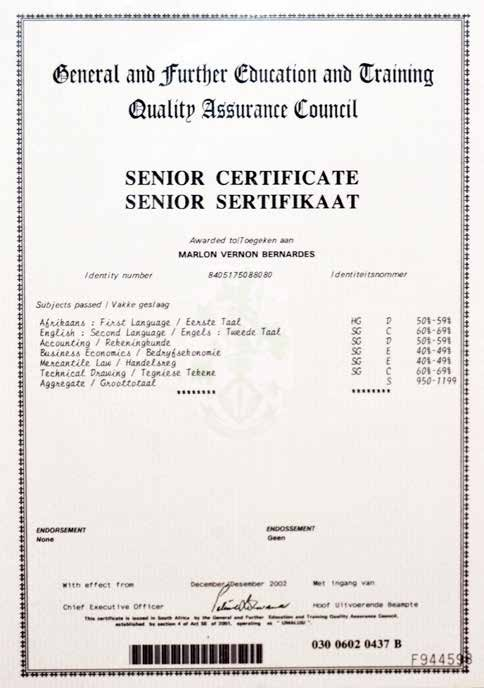 General and Further Education and Training
Quality Assurance Council
SENIOR CERTIFICATE
SENIOR SERTIFIKAAT
Awarded to/Toegeken aan
MARLON VERNON BERNARDES
Identity number 8405175088080 Identiteitsnommer
Subjects passed / Vakke geslaag
Afrikaans : First Language / Eerste Taal HG D 50%-59%
English : Second Language / Engels : Tweede Taal SG C 60%-69%
Accounting / Rekeningkunde SG D 50%-59%
Business Economics / Bedryfsekonomie SG E 40%-49%
Mercantile Law / Handelsreg SG E 40%-49%
Technical Drawing / Tegniese Tekene SG C 60%-69%
Aggregate / Groottotaal S 950-1199
******** ********
ENDORSEMENT ENDOSSEMENT
None Geen
With effect from December/Desember 2002 Met ingang van
Chief Executive Officer Hoof Uitvoerende Beampte
This certificate is issued in South Africa by the General and Further Education and Training Quality Assurance Council,
established by section 4 of Act 58 of 2001, operating as "UMALUSI".
030 0602 0437 B
F944598